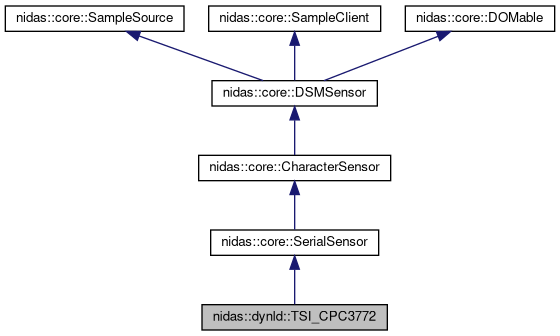 nidas::core::SampleSource
nidas::core::SampleClient
nidas::core::DOMable
nidas::core::DSMSensor
nidas::core::CharacterSensor
nidas::core::SerialSensor
nidas::dynld::TSI_CPC3772